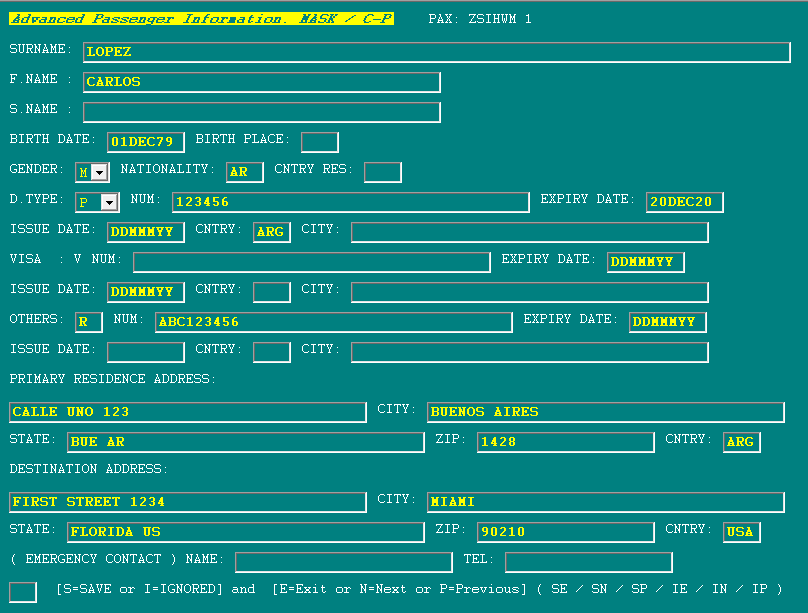 Advanced Passenger Information. MASK / C-P PAX: ZSIHWM 1
SURNAME: LOPEZ
F.NAME : CARLOS
S.NAME :
BIRTH DATE: 01DEC79 BIRTH PLACE:
GENDER: M NATIONALITY: AR CNTRY RES:
D.TYPE: P NUM: 123456 EXPIRY DATE: 20DEC20
ISSUE DATE: DDMMMYY CNTRY: ARG CITY:
VISA : V NUM: EXPIRY DATE: DDMMMYY
ISSUE DATE: DDMMMYY CNTRY: CITY:
OTHERS: R NUM: ABC123456 EXPIRY DATE: DDMMMYY
ISSUE DATE: CNTRY: CITY:
PRIMARY RESIDENCE ADDRESS:
CALLE UNO 123 CITY: BUENOS AIRES
STATE: BUE AR ZIP: 1428 CNTRY: ARG
DESTINATION ADDRESS:
FIRST STREET 1234 CITY: MIAMI
STATE: FLORIDA US ZIP: 90210 CNTRY: USA
( EMERGENCY CONTACT ) NAME: TEL:
[S=SAVE or I=IGNORED] and [E=Exit or N=Next or P=Previous] ( SE / SN / SP / IE / IN / IP )